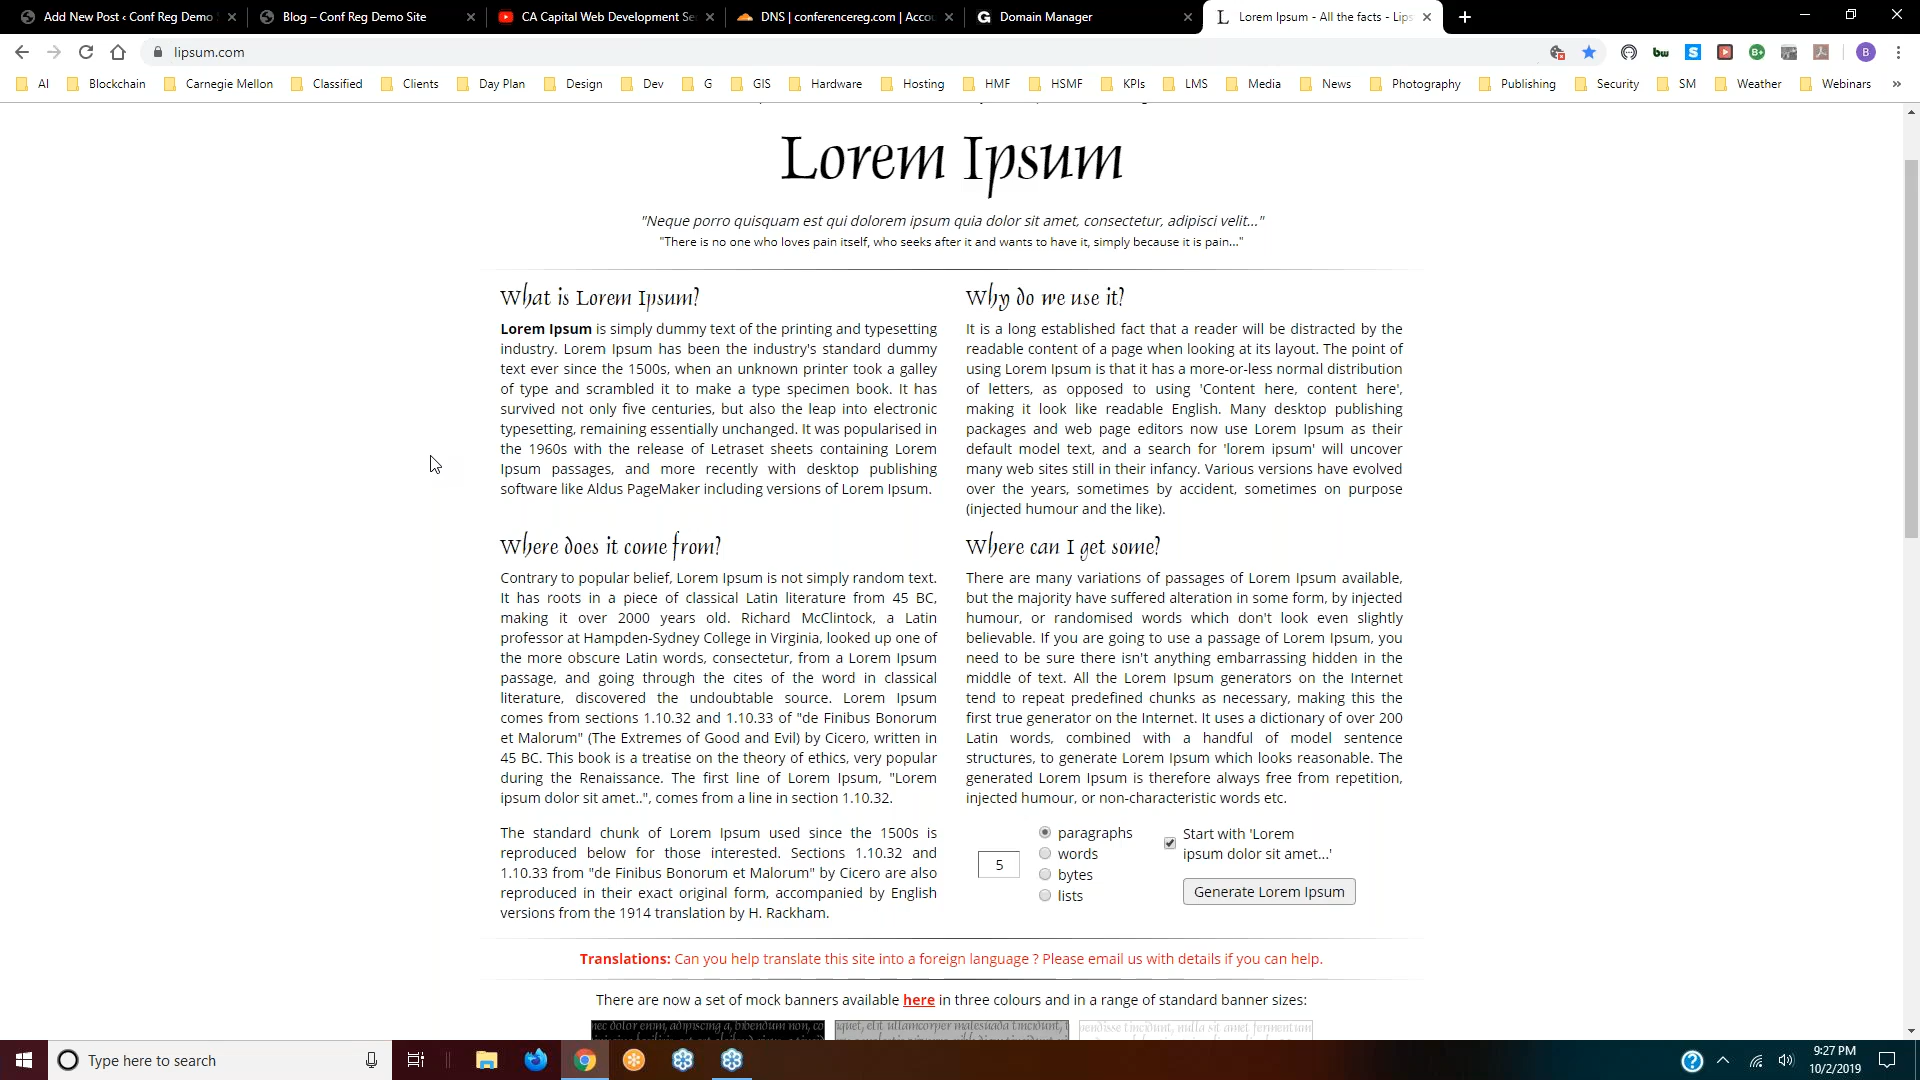 Add New Post ‹ Conf Reg Demo
Blog – Conf Reg Demo Site
CA Capital Web Development Se
DNS | conferencereg.com | Accou
Domain Manager
Lorem Ipsum - All the facts - Lips
lipsum.com
AI
Blockchain
Carnegie Mellon
Classified
Clients
Day Plan
Design
Dev
G
GIS
Hardware
Hosting
HMF
HSMF
KPIs
LMS
Media
News
Photography
Publishing
Security
SM
Weather
Webinars
»
Lorem Ipsum
"Neque porro quisquam est qui dolorem ipsum quia dolor sit amet, consectetur, adipisci velit..."
"There is no one who loves pain itself, who seeks after it and wants to have it, simply because it is pain..."
What is Lorem Ipsum?
Lorem Ipsum is simply dummy text of the printing and typesetting
industry. Lorem Ipsum has been the industry's standard dummy
text ever since the 1500s, when an unknown printer took a galley
of type and scrambled it to make a type specimen book. It has
survived not only five centuries, but also the leap into electronic
typesetting, remaining essentially unchanged. It was popularised in
the 1960s with the release of Letraset sheets containing Lorem
Ipsum passages, and more recently with desktop publishing
software like Aldus PageMaker including versions of Lorem Ipsum.
Why do we use it?
It is a long established fact that a reader will be distracted by the
readable content of a page when looking at its layout. The point of
using Lorem Ipsum is that it has a more-or-less normal distribution
of letters, as opposed to using 'Content here, content here',
making it look like readable English. Many desktop publishing
packages and web page editors now use Lorem Ipsum as their
default model text, and a search for 'lorem ipsum' will uncover
many web sites still in their infancy. Various versions have evolved
over the years, sometimes by accident, sometimes on purpose
(injected humour and the like).
Where does it come from?
Contrary to popular belief, Lorem Ipsum is not simply random text.
It has roots in a piece of classical Latin literature from 45 BC,
making it over 2000 years old. Richard McClintock, a Latin
professor at Hampden-Sydney College in Virginia, looked up one of
the more obscure Latin words, consectetur, from a Lorem Ipsum
passage, and going through the cites of the word in classical
literature, discovered the undoubtable source. Lorem Ipsum
comes from sections 1.10.32 and 1.10.33 of "de Finibus Bonorum
et Malorum" (The Extremes of Good and Evil) by Cicero, written in
45 BC. This book is a treatise on the theory of ethics, very popular
during the Renaissance. The first line of Lorem Ipsum, "Lorem
ipsum dolor sit amet..", comes from a line in section 1.10.32.
The standard chunk of Lorem Ipsum used since the 1500s is
reproduced below for those interested. Sections 1.10.32 and
1.10.33 from "de Finibus Bonorum et Malorum" by Cicero are also
reproduced in their exact original form, accompanied by English
versions from the 1914 translation by H. Rackham.
Where can I get some?
There are many variations of passages of Lorem Ipsum available,
but the majority have suffered alteration in some form, by injected
humour, or randomised words which don't look even slightly
believable. If you are going to use a passage of Lorem Ipsum, you
need to be sure there isn't anything embarrassing hidden in the
middle of text. All the Lorem Ipsum generators on the Internet
tend to repeat predefined chunks as necessary, making this the
first true generator on the Internet. It uses a dictionary of over 200
Latin words, combined with a handful of model sentence
structures, to generate Lorem Ipsum which looks reasonable. The
generated Lorem Ipsum is therefore always free from repetition,
injected humour, or non-characteristic words etc.
5
paragraphs
words
bytes
lists
Start with 'Lorem
ipsum dolor sit amet...'
Generate Lorem Ipsum
Translations: Can you help translate this site into a foreign language ? Please email us with details if you can help.
There are now a set of mock banners available here in three colours and in a range of standard banner sizes:
nec dolor enim, adipiscing a, bibendum non, co
iquet, elit ullamcorper malesuada tincidunt,
pendisse tincidunt, nulla sit amet fermentum
Type here to search
9:27 PM
10/2/2019